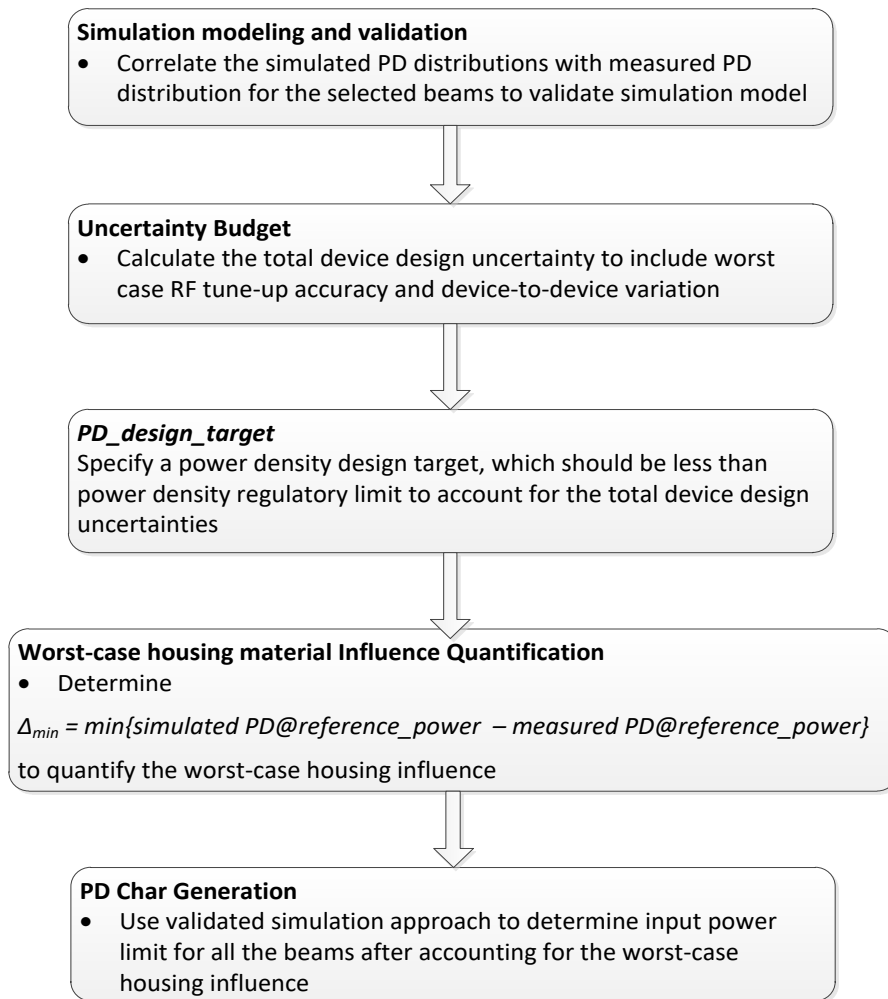 Simulation modeling and validation
• Correlate the simulated PD distributions with measured PD
distribution for the selected beams to validate simulation model
Uncertainty Budget
• Calculate the total device design uncertainty to include worst
case RF tune-up accuracy and device-to-device variation
PD_design_target
Specify a power density design target, which should be less than
power density regulatory limit to account for the total device design
uncertainties
Worst-case housing material Influence Quantification
• Determine
Δmin = min{simulated PD@reference_power – measured PD@reference_power}
to quantify the worst-case housing influence
PD Char Generation
• Use validated simulation approach to determine input power
limit for all the beams after accounting for the worst-case
housing influence